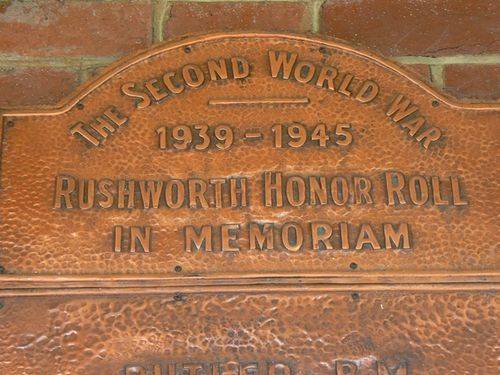 THE SECOND WORLD WAR
1939 - 1945
RUSHWORTH HONOR ROLL
IN MEMORIAM